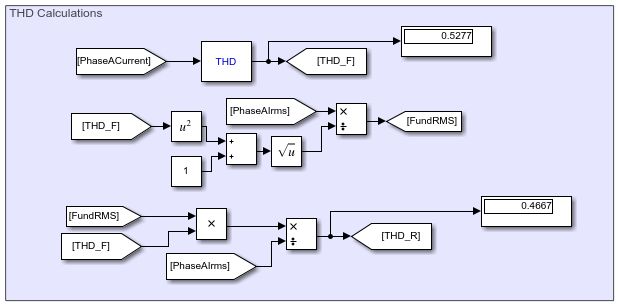 THD Calculations
[PhaseACurrent]
THD
[THD_F]
0.5277
[THD_F]
u²
1
+
+
√u
[PhaseAIrms]
×
÷
[FundRMS]
[FundRMS]
[THD_F]
×
[PhaseAIrms]
×
÷
[THD_R]
0.4667